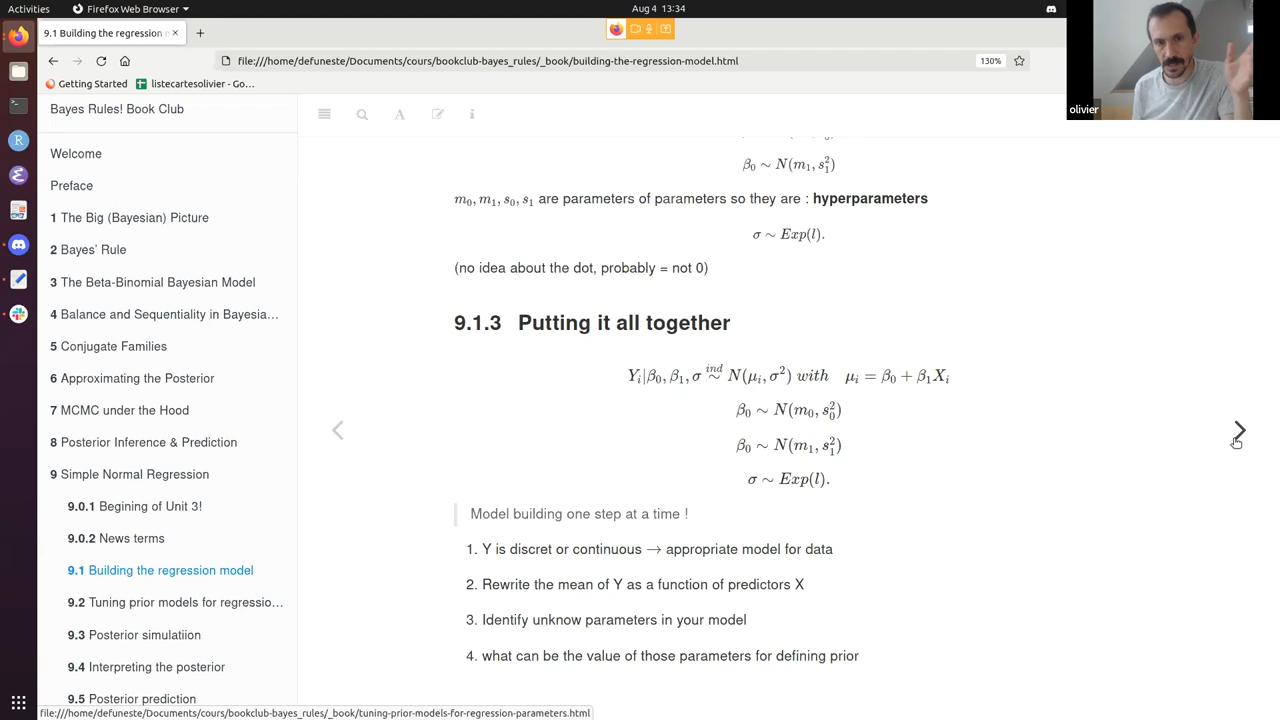 Activities Firefox Web Browser Aug 4 13:34
9.1 Building the regression m
file:///home/defuneste/Documents/cours/bookclub-bayes_rules/_book/building-the-regression-model.html 130%
Getting Started listecartesolivier - Go…
olivier
Bayes Rules! Book Club
Welcome
Preface
1 The Big (Bayesian) Picture
2 Bayes' Rule
3 The Beta-Binomial Bayesian Model
4 Balance and Sequentiality in Bayesia…
5 Conjugate Families
6 Approximating the Posterior
7 MCMC under the Hood
8 Posterior Inference & Prediction
9 Simple Normal Regression
9.0.1 Begining of Unit 3!
9.0.2 News terms
9.1 Building the regression model
9.2 Tuning prior models for regressio…
9.3 Posterior simulatiion
9.4 Interpreting the posterior
9.5 Posterior prediction
β₀ ∼ N(m₁, s₁²)
m₀, m₁, s₀, s₁ are parameters of parameters so they are : hyperparameters
σ ∼ Exp(l).
(no idea about the dot, probably = not 0)
9.1.3 Putting it all together
Yᵢ|β₀, β₁, σ ind ∼ N(μᵢ, σ²) with μᵢ = β₀ + β₁Xᵢ
β₀ ∼ N(m₀, s₀²)
β₀ ∼ N(m₁, s₁²)
σ ∼ Exp(l).
Model building one step at a time !
1. Y is discret or continuous → appropriate model for data
2. Rewrite the mean of Y as a function of predictors X
3. Identify unknow parameters in your model
4. what can be the value of those parameters for defining prior
file:///home/defuneste/Documents/cours/bookclub-bayes_rules/_book/tuning-prior-models-for-regression-parameters.html